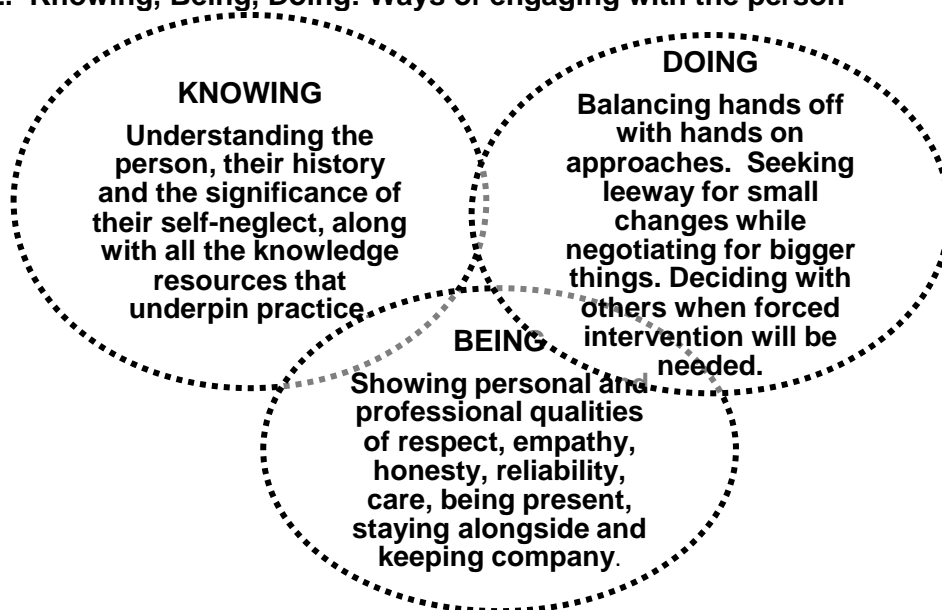 Knowing, Being, Doing: Ways of engaging with the person
KNOWING
Understanding the
person, their history
and the significance of
their self-neglect, along
with all the knowledge
resources that
underpin practice.
DOING
Balancing hands off
with hands on
approaches. Seeking
leeway for small
changes while
negotiating for bigger
things. Deciding with
others when forced
intervention will be
needed.
BEING
Showing personal and
professional qualities
of respect, empathy,
honesty, reliability,
care, being present,
staying alongside and
keeping company.